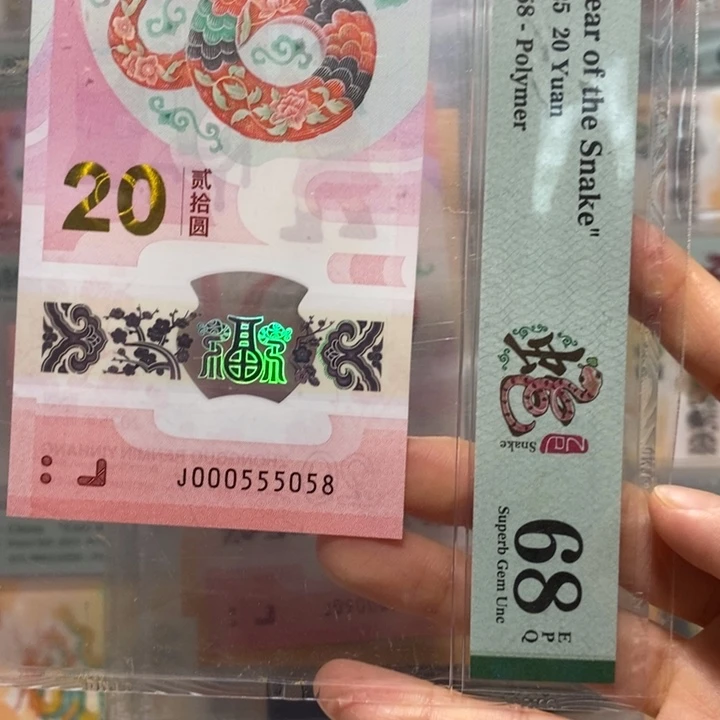 20
贰拾圆
J000555058
ear of the Snake"
5 20 Yuan
68 - Polymer
Snake
68
EPQ
Superb Gem Unc